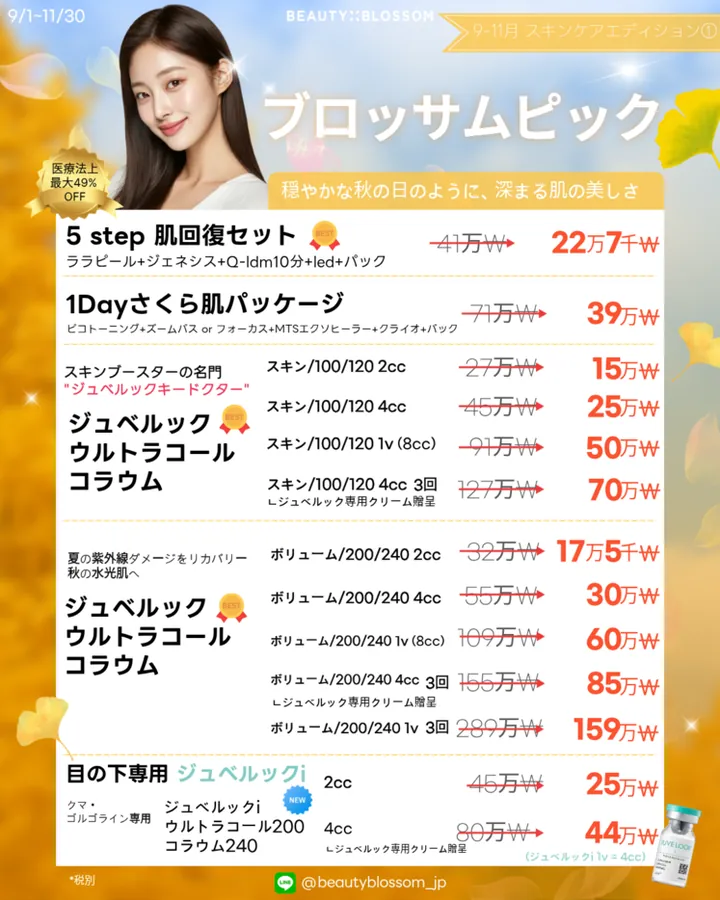 9/1~11/30
BEAUTY::BLOSSOM
9-11月 スキンケアエディション①
ブロッサムピック
医療法上
最大49%
OFF
穏やかな秋の日のように、深まる肌の美しさ
5 step 肌回復セット BEST
41万₩ 22万7千₩
ララピール+ジェネシス+Q-ldm10分+led+パック
1Dayさくら肌パッケージ
71万₩ 39万₩
ピコトーニング+ズームパス or フォーカス+MTSエクソヒーラー+クライオ+パック
スキンブースターの名門
"ジュベルックキードクター"
ジュベルック BEST
ウルトラコール
コラウム
スキン/100/120 2cc 27万₩ 15万₩
スキン/100/120 4cc 45万₩ 25万₩
スキン/100/120 1v (8cc) 91万₩ 50万₩
スキン/100/120 4cc 3回 127万₩ 70万₩
∟ジュベルック専用クリーム贈呈
夏の紫外線ダメージをリカバリー
秋の水光肌へ
ジュベルック BEST
ウルトラコール
コラウム
ボリューム/200/240 2cc 32万₩ 17万5千₩
ボリューム/200/240 4cc 55万₩ 30万₩
ボリューム/200/240 1v (8cc) 109万₩ 60万₩
ボリューム/200/240 4cc 3回 155万₩ 85万₩
∟ジュベルック専用クリーム贈呈
ボリューム/200/240 1v 3回 289万₩ 159万₩
目の下専用 ジュベルックi
NEW
クマ・
ゴルゴライン専用
ジュベルックi
ウルトラコール200
コラウム240
2cc 45万₩ 25万₩
4cc 80万₩ 44万₩
∟ジュベルック専用クリーム贈呈
(ジュベルックi 1v = 4cc)
JUVELOOK
*税別
LINE @beautyblossom_jp